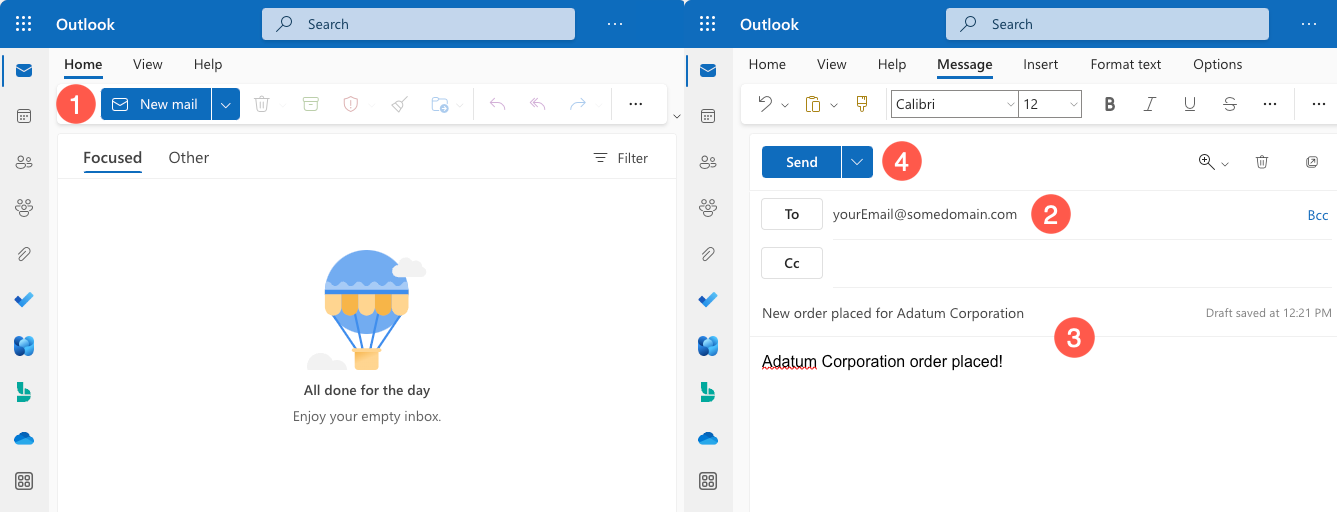 Outlook
Search
Home View Help
1 New mail
Focused Other Filter
All done for the day
Enjoy your empty inbox.
Outlook
Search
Home View Help Message Insert Format text Options
Calibri 12 B I U S
Send 4
To yourEmail@somedomain.com 2 Bcc
Cc
New order placed for Adatum Corporation Draft saved at 12:21 PM
3
Adatum Corporation order placed!